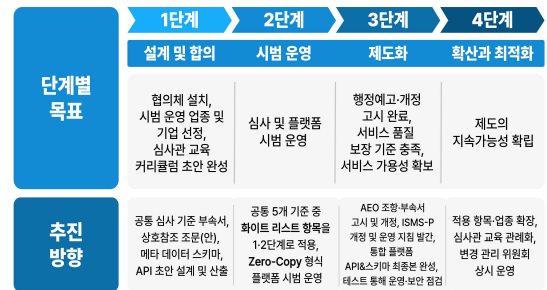 1단계
2단계
3단계
4단계
설계 및 합의
시범 운영
제도화
확산과 최적화
단계별
목표
협의체 설치,
시범 운영 업종 및
기업 선정,
심사관 교육
커리큘럼 초안 완성
심사 및 플랫폼
시범 운영
행정예고·개정
고시 완료,
서비스 품질
보장 기준 충족,
서비스 가용성 확보
제도의
지속가능성 확립
추진
방향
공통 심사 기준 부속서,
상호참조 조문(안),
메타 데이터 스키마,
API 초안 설계 및 산출
공통 5개 기준 중
화이트 리스트 항목을
1·2단계로 적용,
Zero-Copy 형식
플랫폼 시범 운영
AEO 조항·부속서
고시 및 개정, ISMS-P
개정 및 운영 지침 발간,
통합 플랫폼
API&스키마 최종본 완성,
테스트 통해 운영·보안 점검
적용 항목·업종 확장,
심사관 교육 관례화,
변경 관리 위원회
상시 운영